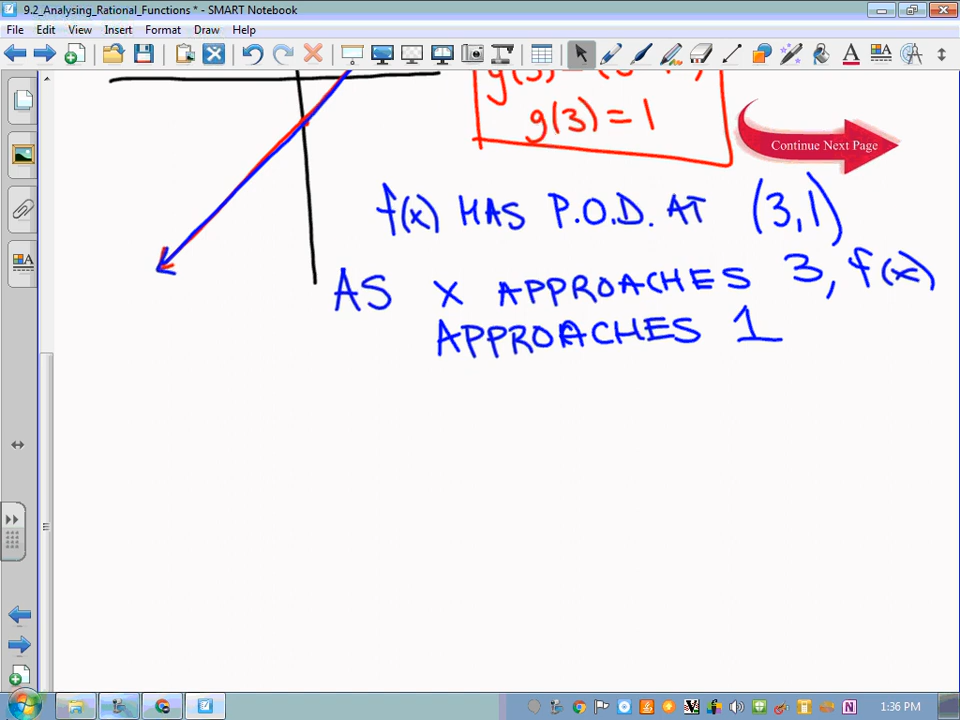 9.2_Analysing_Rational_Functions * - SMART Notebook
File Edit View Insert Format Draw Help
g(3) = 1
Continue Next Page
f(x) HAS P.O.D. AT (3,1)
AS x APPROACHES 3, f(x)
APPROACHES 1
1:36 PM